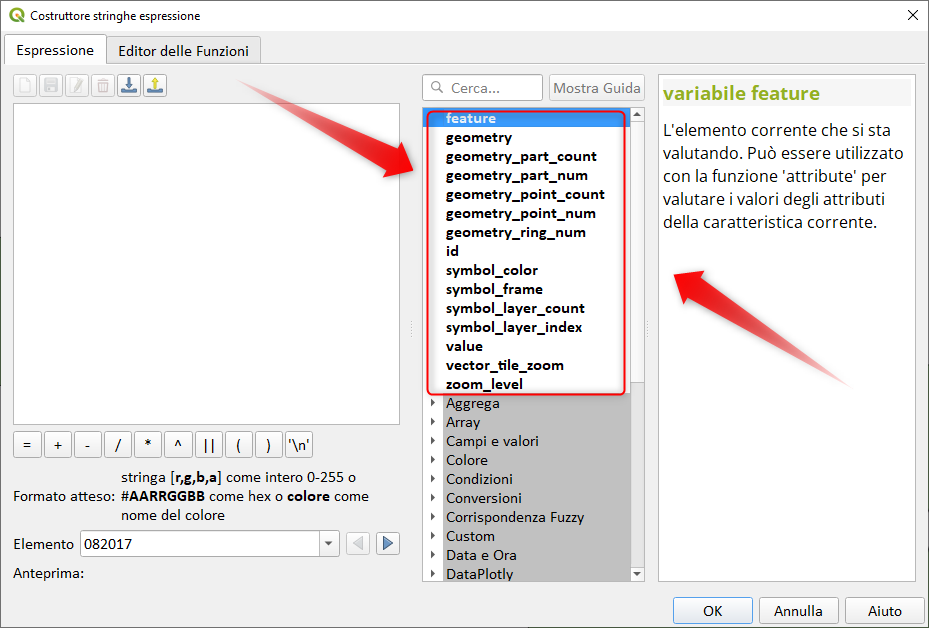 Costruttore stringhe espressione
Espressione
Editor delle Funzioni
Cerca...
Mostra Guida
feature
geometry
geometry_part_count
geometry_part_num
geometry_point_count
geometry_point_num
geometry_ring_num
id
symbol_color
symbol_frame
symbol_layer_count
symbol_layer_index
value
vector_tile_zoom
zoom_level
Aggrega
Array
Campi e valori
Colore
Condizioni
Conversioni
Corrispondenza Fuzzy
Custom
Data e Ora
DataPlotly
variabile feature
L'elemento corrente che si sta
valutando. Può essere utilizzato
con la funzione 'attribute' per
valutare i valori degli attributi
della caratteristica corrente.
= + - / * ^ || ( ) '\n'
stringa [r,g,b,a] come intero 0-255 o
Formato atteso: #AARRGGBB come hex o colore come
nome del colore
Elemento 082017
Anteprima:
OK
Annulla
Aiuto